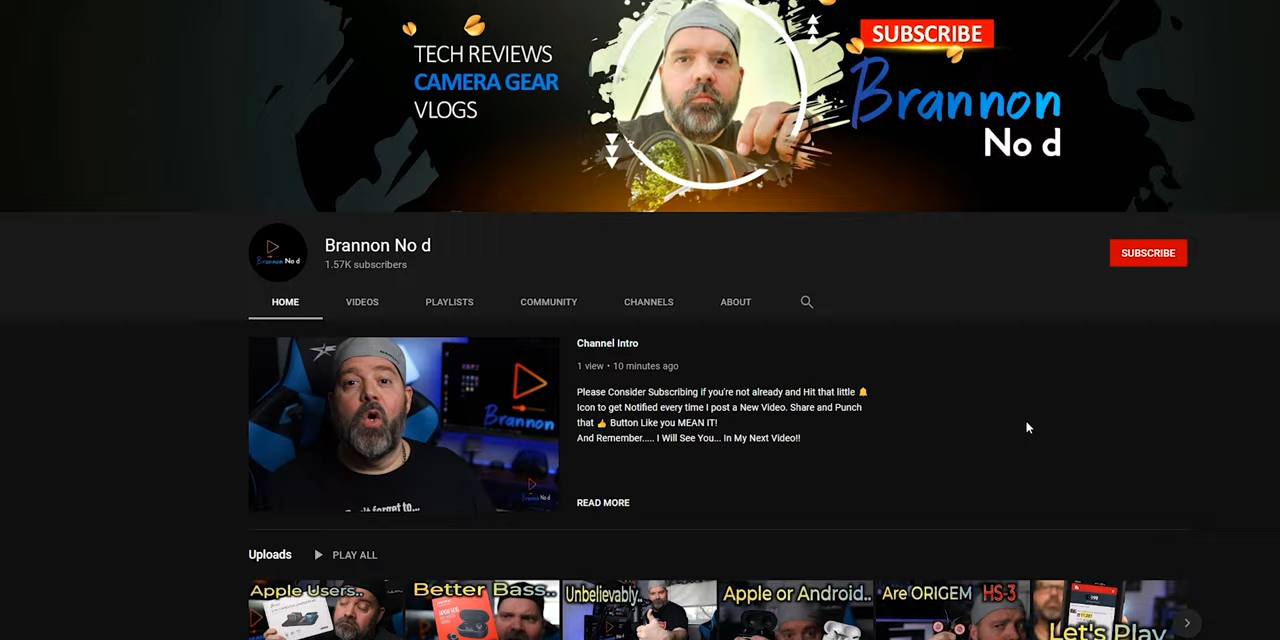 TECH REVIEWS
CAMERA GEAR
VLOGS
SUBSCRIBE
Brannon
No d
Brannon No d
Brannon No d
1.57K subscribers
SUBSCRIBE
HOME VIDEOS PLAYLISTS COMMUNITY CHANNELS ABOUT
Brannon
Brannon No d
Channel Intro
1 view • 10 minutes ago
Please Consider Subscribing if you're not already and Hit that little 🔔
Icon to get Notified every time I post a New Video. Share and Punch
that 👍 Button Like you MEAN IT!
And Remember..... I Will See You... In My Next Video!!
READ MORE
Uploads PLAY ALL
Apple Users..
Better Bass..
Unbelievably..
Apple or Android..
Are ORIGEM HS-3
Let's Play